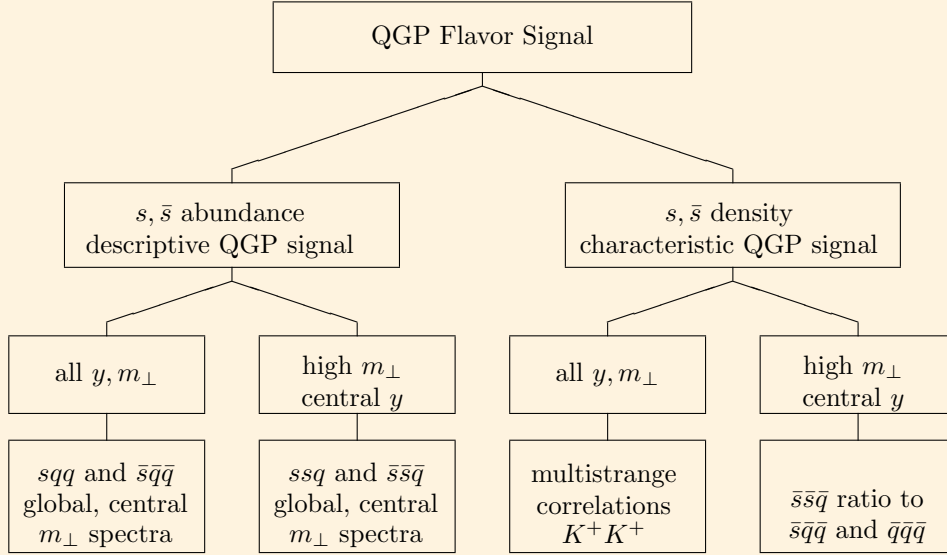 QGP Flavor Signal
s, s̄ abundance
descriptive QGP signal
s, s̄ density
characteristic QGP signal
all y, m⊥
high m⊥
central y
all y, m⊥
high m⊥
central y
sqq and s̄q̄q̄
global, central
m⊥ spectra
ssq and s̄s̄q̄
global, central
m⊥ spectra
multistrange
correlations
K⁺K⁺
s̄s̄q̄ ratio to
s̄q̄q̄ and q̄q̄q̄